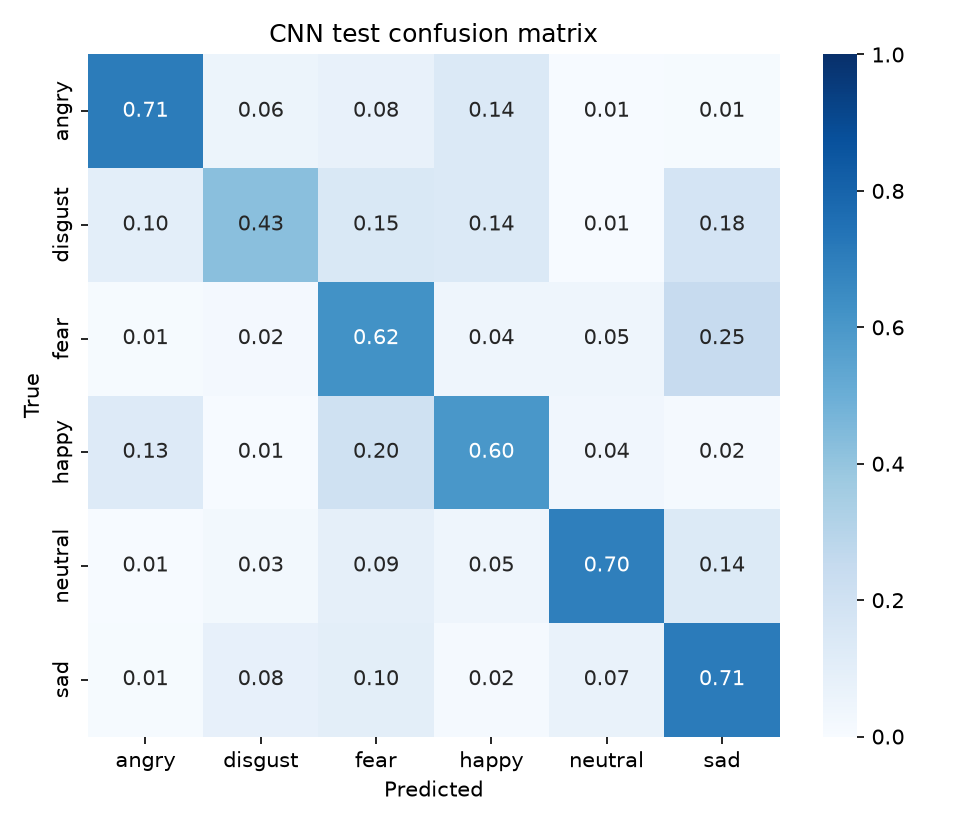 CNN test confusion matrix
True
angry 0.71 0.06 0.08 0.14 0.01 0.01
disgust 0.10 0.43 0.15 0.14 0.01 0.18
fear 0.01 0.02 0.62 0.04 0.05 0.25
happy 0.13 0.01 0.20 0.60 0.04 0.02
neutral 0.01 0.03 0.09 0.05 0.70 0.14
sad 0.01 0.08 0.10 0.02 0.07 0.71
angry disgust fear happy neutral sad
Predicted
1.0
0.8
0.6
0.4
0.2
0.0